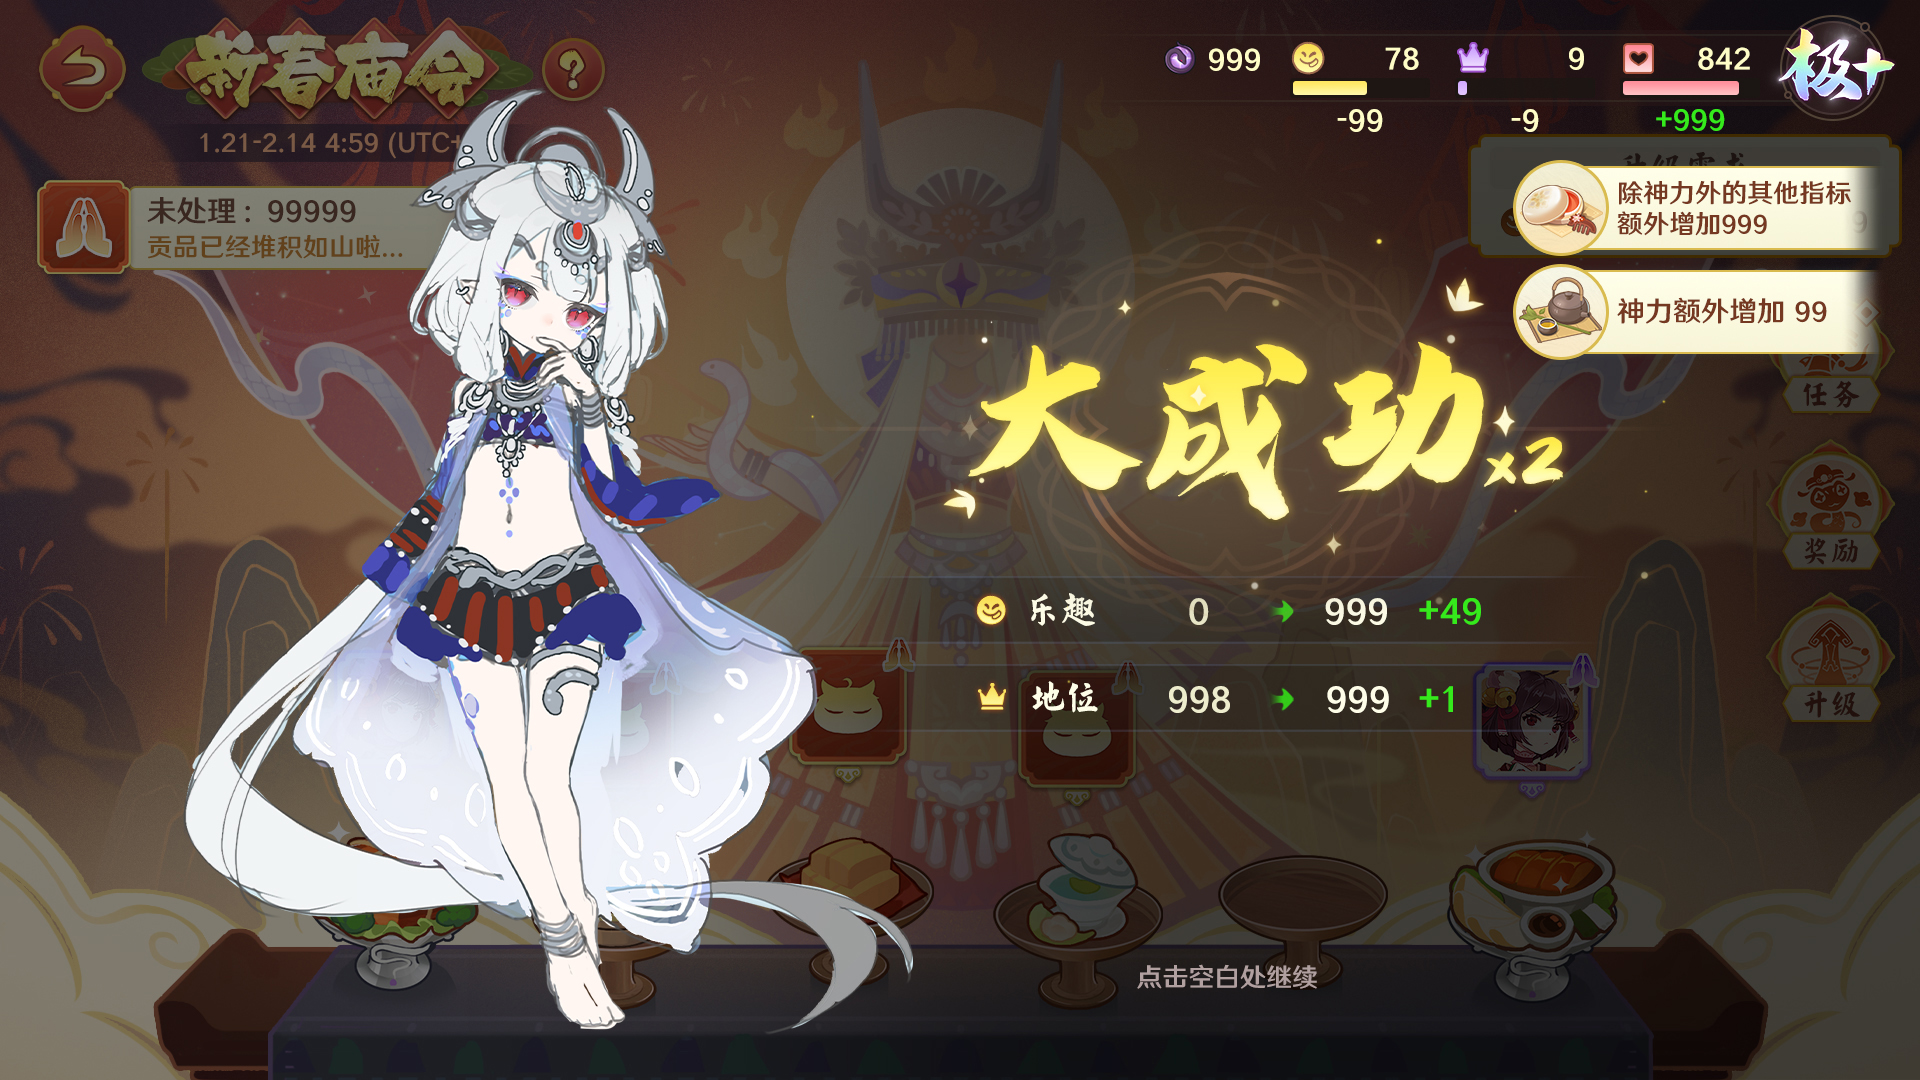 新春庙会
?
1.21-2.14 4:59 (UTC+
未处理：99999
贡品已经堆积如山啦...
999
78
9
842
极+
-99
-9
+999
除神力外的其他指标
额外增加999
神力额外增加 99
大成功 x2
乐趣 0 999 +49
地位 998 999 +1
任务
奖励
升级
点击空白处继续